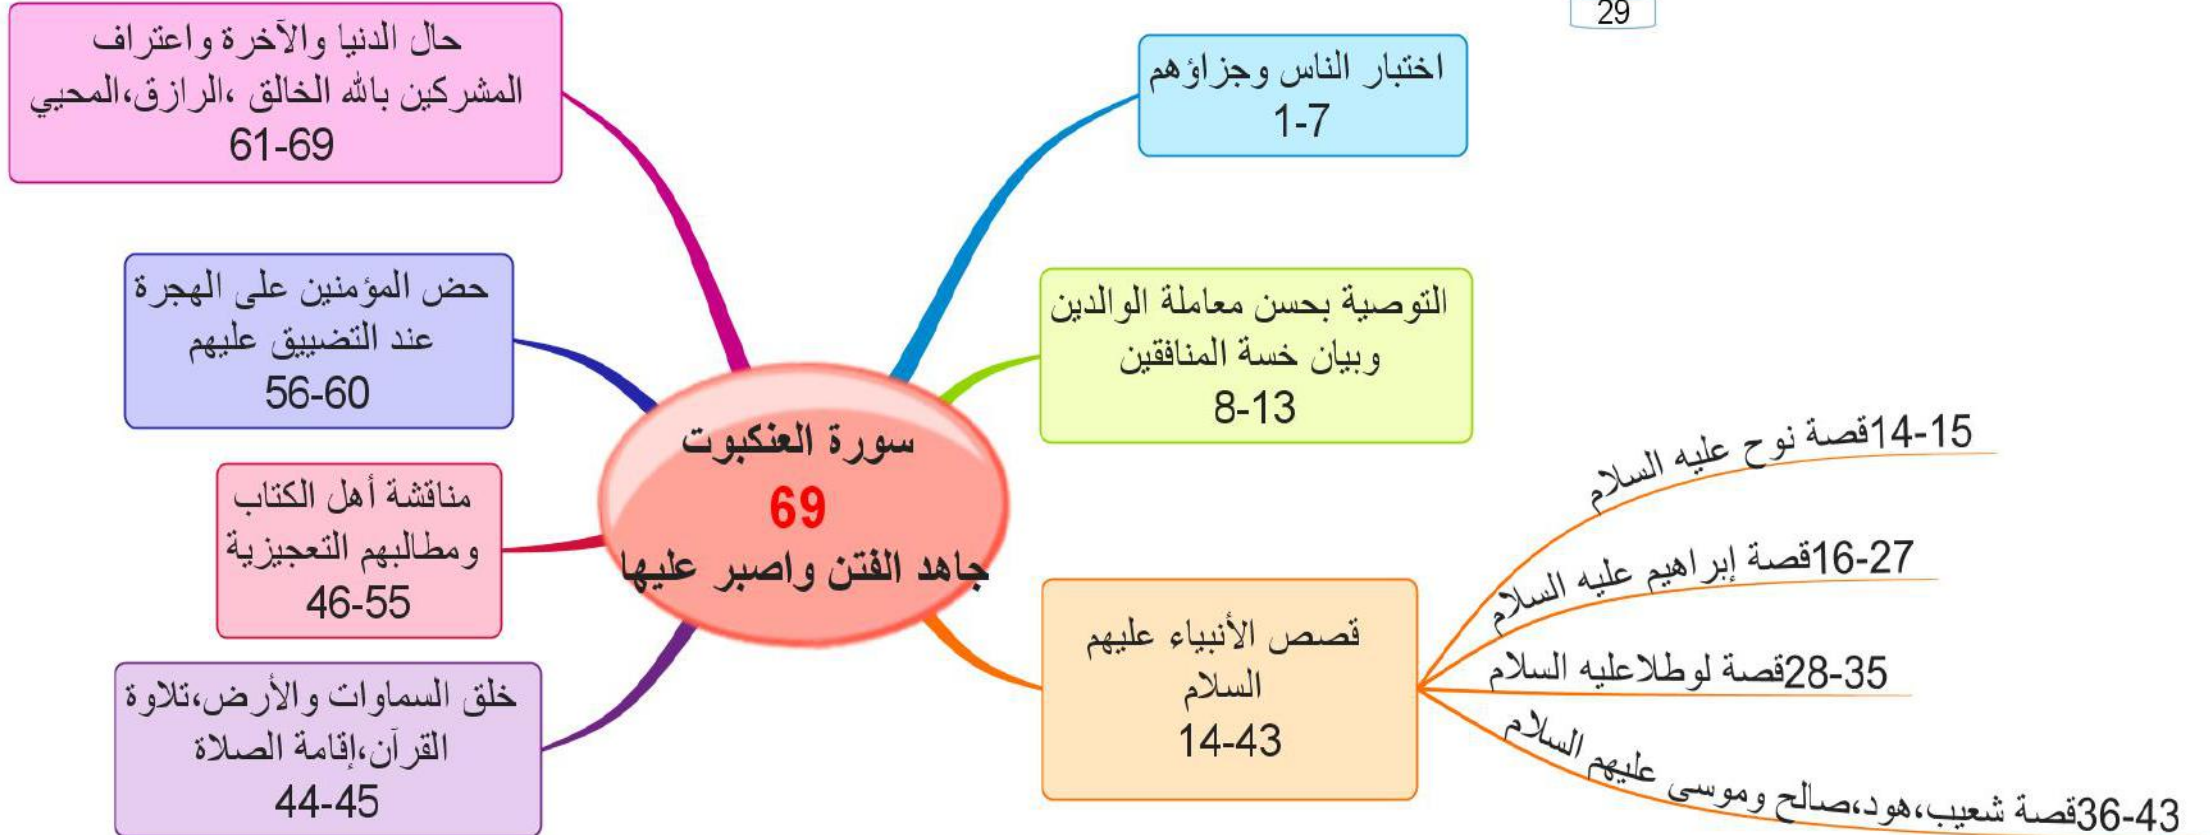 29
سورة العنكبوت
69
جاهد الفتن واصبر عليها
اختبار الناس وجزاؤهم
1-7
التوصية بحسن معاملة الوالدين
وبيان خسة المنافقين
8-13
قصص الأنبياء عليهم
السلام
14-43
14-15قصة نوح عليه السلام
16-27قصة إبراهيم عليه السلام
28-35قصة لوطلاعليه السلام
36-43قصة شعيب،هود،صالح وموسى عليهم السلام
خلق السماوات والأرض،تلاوة
القرآن،إقامة الصلاة
44-45
مناقشة أهل الكتاب
ومطالبهم التعجيزية
46-55
حض المؤمنين على الهجرة
عند التضييق عليهم
56-60
حال الدنيا والآخرة واعتراف
المشركين بالله الخالق ،الرازق،المحيي
61-69